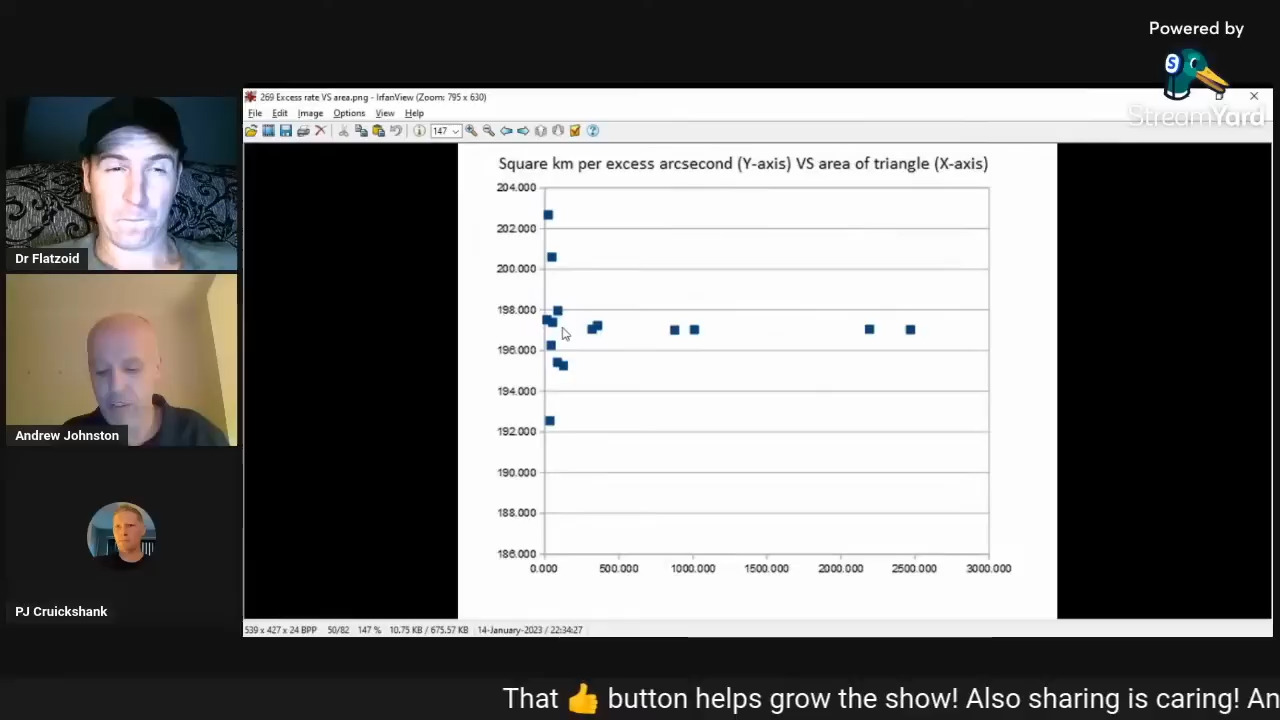 Powered by
StreamYard
269 Excess rate VS area.png - IrfanView (Zoom: 795 x 630)
File Edit Image Options View Help
147
Square km per excess arcsecond (Y-axis) VS area of triangle (X-axis)
204.000
202.000
200.000
198.000
196.000
194.000
192.000
190.000
188.000
186.000
0.000 500.000 1000.000 1500.000 2000.000 2500.000 3000.000
539 x 427 x 24 BPP 50/82 147 % 10.75 KB / 675.57 KB 14-January-2023 / 22:34:27
Dr Flatzoid
Andrew Johnston
PJ Cruickshank
That 👍 button helps grow the show! Also sharing is caring! An